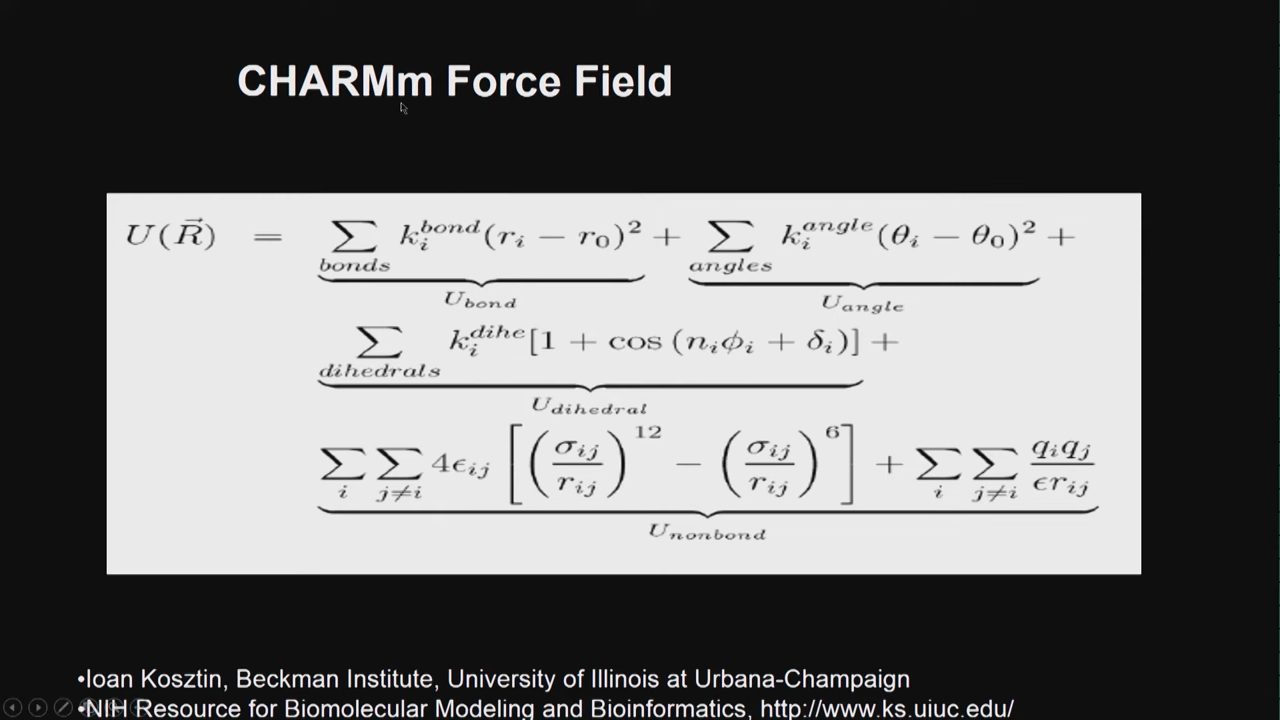 CHARMm Force Field
U(R⃗) = ∑_{bonds} k_i^{bond}(r_i − r_0)^2 + ∑_{angles} k_i^{angle}(θ_i − θ_0)^2 +
U_{bond} U_{angle}
∑_{dihedrals} k_i^{dihe}[1 + cos (n_iϕ_i + δ_i)] +
U_{dihedral}
∑_i ∑_{j≠i} 4ϵ_{ij} [(σ_{ij}/r_{ij})^{12} − (σ_{ij}/r_{ij})^6] + ∑_i ∑_{j≠i} q_iq_j/ϵr_{ij}
U_{nonbond}
•Ioan Kosztin, Beckman Institute, University of Illinois at Urbana-Champaign
•NIH Resource for Biomolecular Modeling and Bioinformatics, http://www.ks.uiuc.edu/